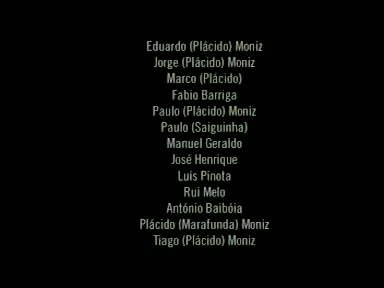 Eduardo (Plácido) Moniz
Jorge (Plácido) Moniz
Marco (Plácido)
Fabio Barriga
Paulo (Plácido) Moniz
Paulo (Saiguinha)
Manuel Geraldo
José Henrique
Luis Pinota
Rui Melo
António Baibóia
Plácido (Marafunda) Moniz
Tiago (Plácido) Moniz